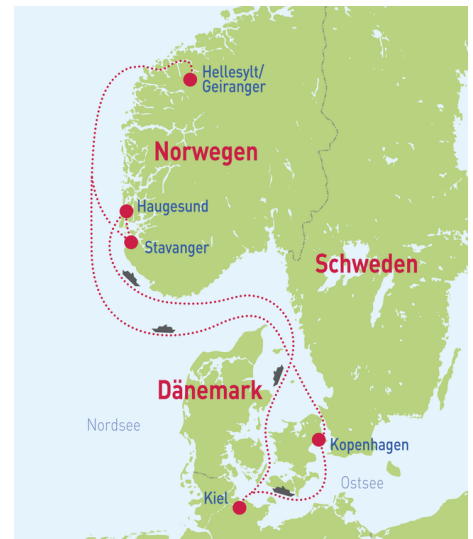 Hellesylt/
Geiranger
Norwegen
Haugesund
Stavanger
Schweden
Dänemark
Nordsee
Kopenhagen
Ostsee
Kiel